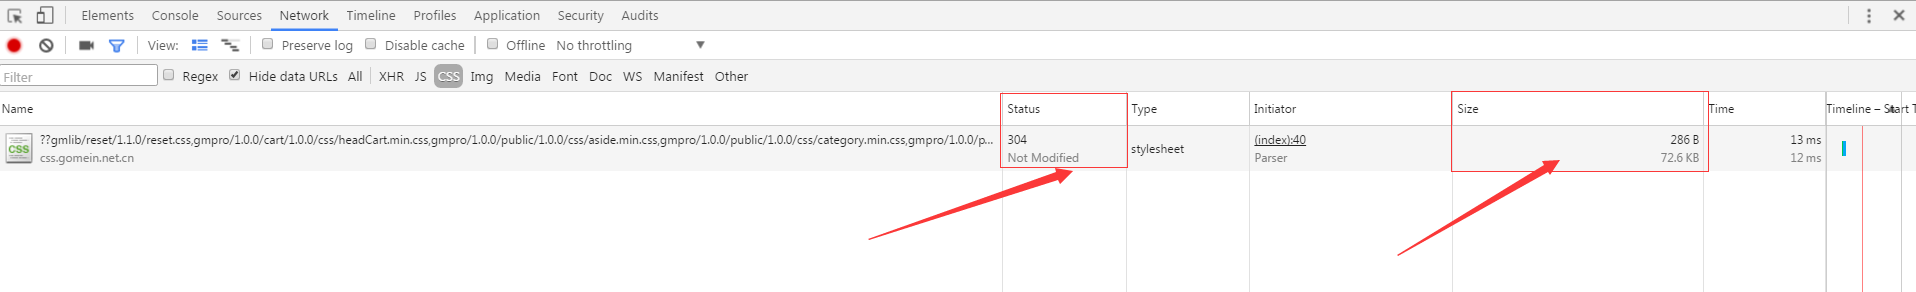 Elements Console Sources Network Timeline Profiles Application Security Audits
View: Preserve log Disable cache Offline No throttling
Filter Regex Hide data URLs All XHR JS CSS Img Media Font Doc WS Manifest Other
Name Status Type Initiator Size Time Timeline – Start T
??gmlib/reset/1.1.0/reset.css,gmpro/1.0.0/cart/1.0.0/css/headCart.min.css,gmpro/1.0.0/public/1.0.0/css/aside.min.css,gmpro/1.0.0/public/1.0.0/css/category.min.css,gmpro/1.0.0/p... 304 stylesheet (index):40 286 B 13 ms
CSS css.gomein.net.cn Not Modified Parser 72.6 KB 12 ms